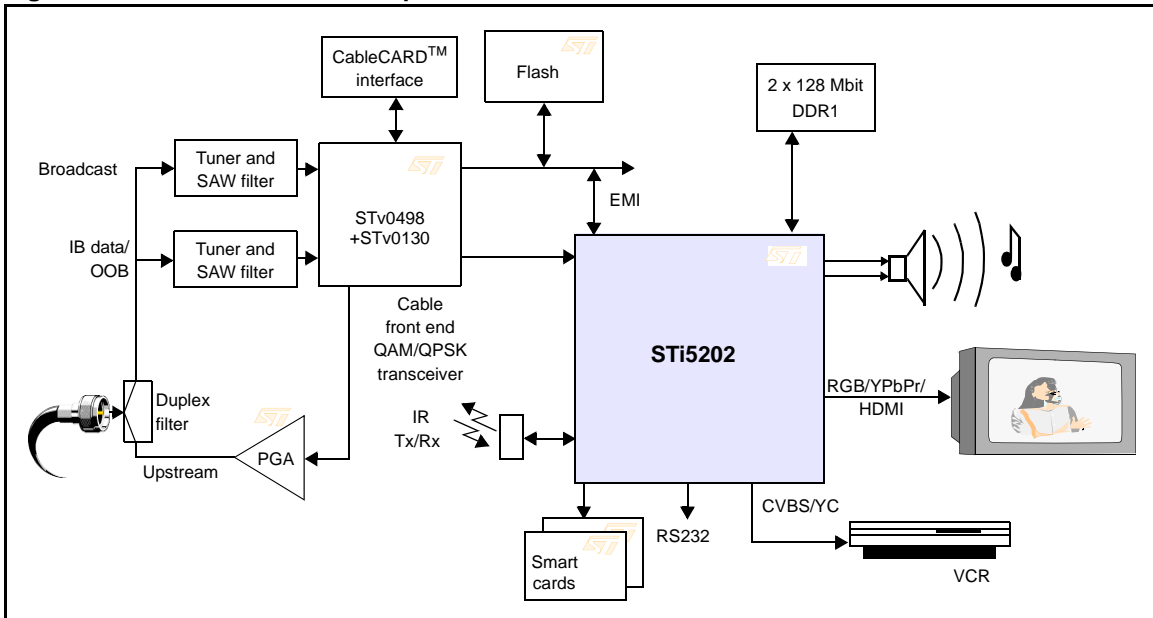 CableCARD™
interface
Flash
2 x 128 Mbit
DDR1
Broadcast
Tuner and
SAW filter
STv0498
+STv0130
EMI
IB data/
OOB
Tuner and
SAW filter
Cable
front end
QAM/QPSK
transceiver
STi5202
RGB/YPbPr/
HDMI
Duplex
filter
IR
Tx/Rx
PGA
Upstream
CVBS/YC
RS232
Smart
cards
VCR